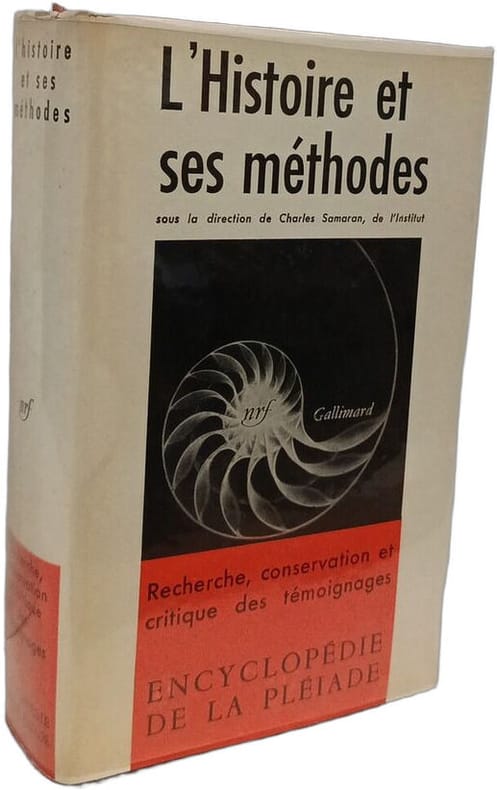 l'histoire
et ses
méthodes
nrf
L'Histoire et
ses méthodes
sous la direction de Charles Samaran, de l'Institut
nrf Gallimard
Recherche, conservation et
critique des témoignages
ENCYCLOPÉDIE
DE LA PLÉIADE